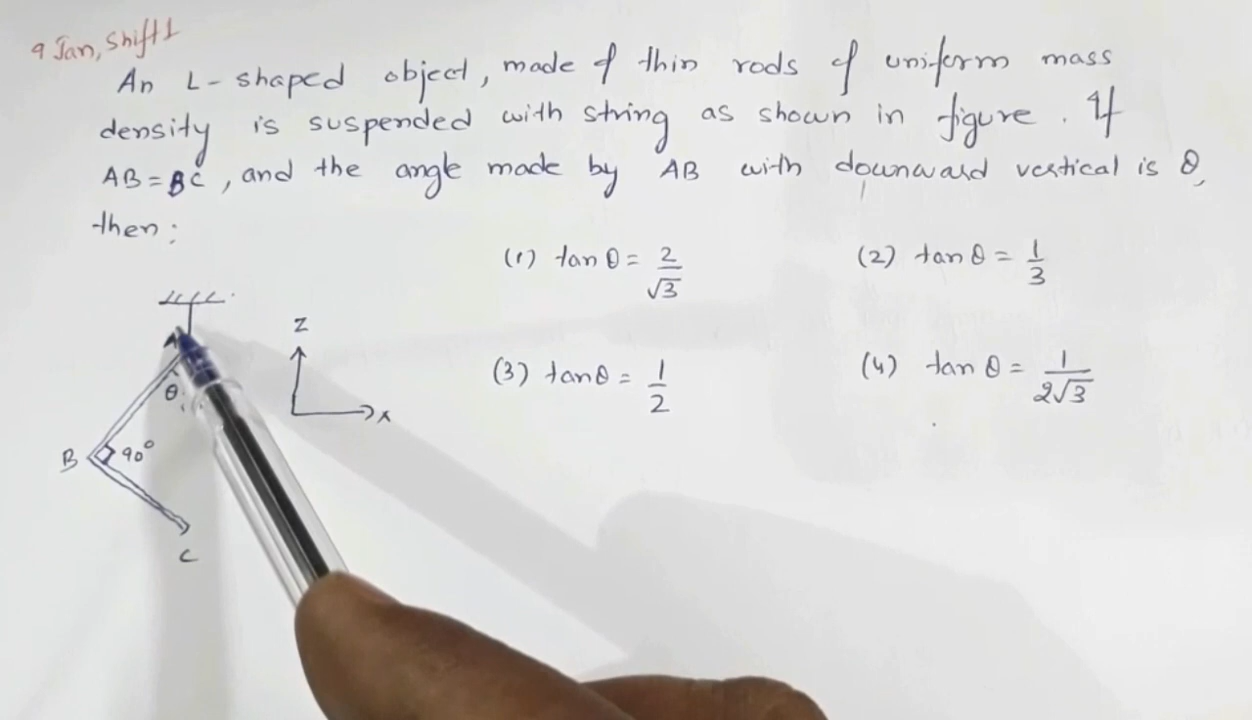 9 Jan, Shift 1
An L-shaped object, made of thin rods of uniform mass
density is suspended with string as shown in figure. If
AB = BC, and the angle made by AB with downward vertical is θ,
then:
(1) tan θ = 2/√3
(2) tan θ = 1/3
(3) tan θ = 1/2
(4) tan θ = 1/2√3
A
θ
B
90°
C
Z
X